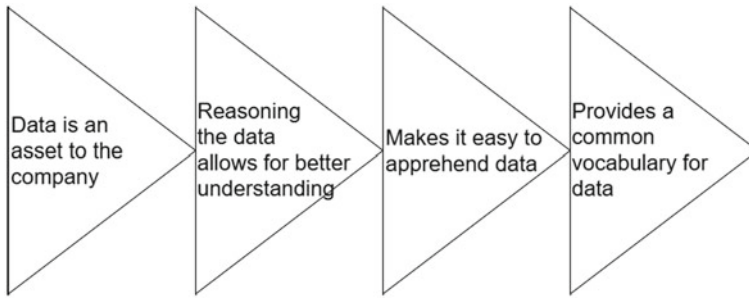 Data is an
asset to the
company
Reasoning
the data
allows for better
understanding
Makes it easy to
apprehend data
Provides a
common
vocabulary for
data